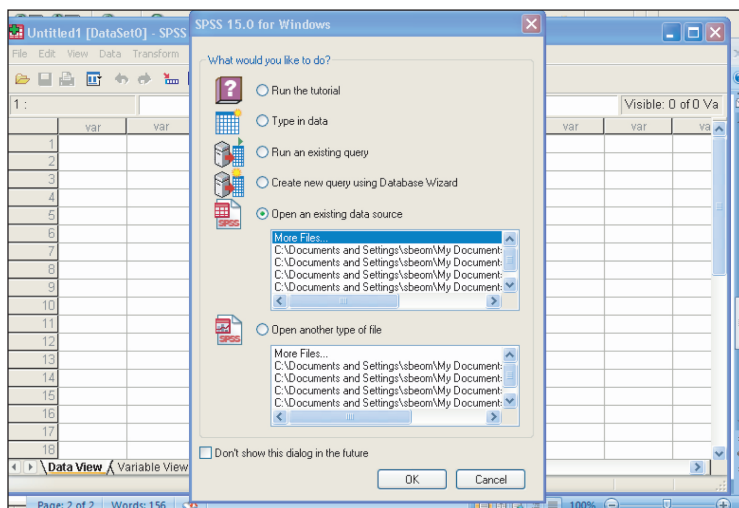 Untitled1 [DataSet0] - SPSS
SPSS 15.0 for Windows
File Edit View Data Transform
1 :
Visible: 0 of 0 Va
var var var var va
1
2
3
4
5
6
7
8
9
10
11
12
13
14
15
16
17
18
Data View Variable View
What would you like to do?
?
Run the tutorial
Type in data
Run an existing query
Create new query using Database Wizard
SPSS
Open an existing data source
More Files...
C:\Documents and Settings\sbeom\My Document:
C:\Documents and Settings\sbeom\My Document:
C:\Documents and Settings\sbeom\My Document:
C:\Documents and Settings\sbeom\My Document:
SPSS
Open another type of file
More Files...
C:\Documents and Settings\sbeom\My Document:
C:\Documents and Settings\sbeom\My Document:
C:\Documents and Settings\sbeom\My Document:
C:\Documents and Settings\sbeom\My Document:
Don't show this dialog in the future
OK Cancel
Page: 2 of 2 Words: 156 100%